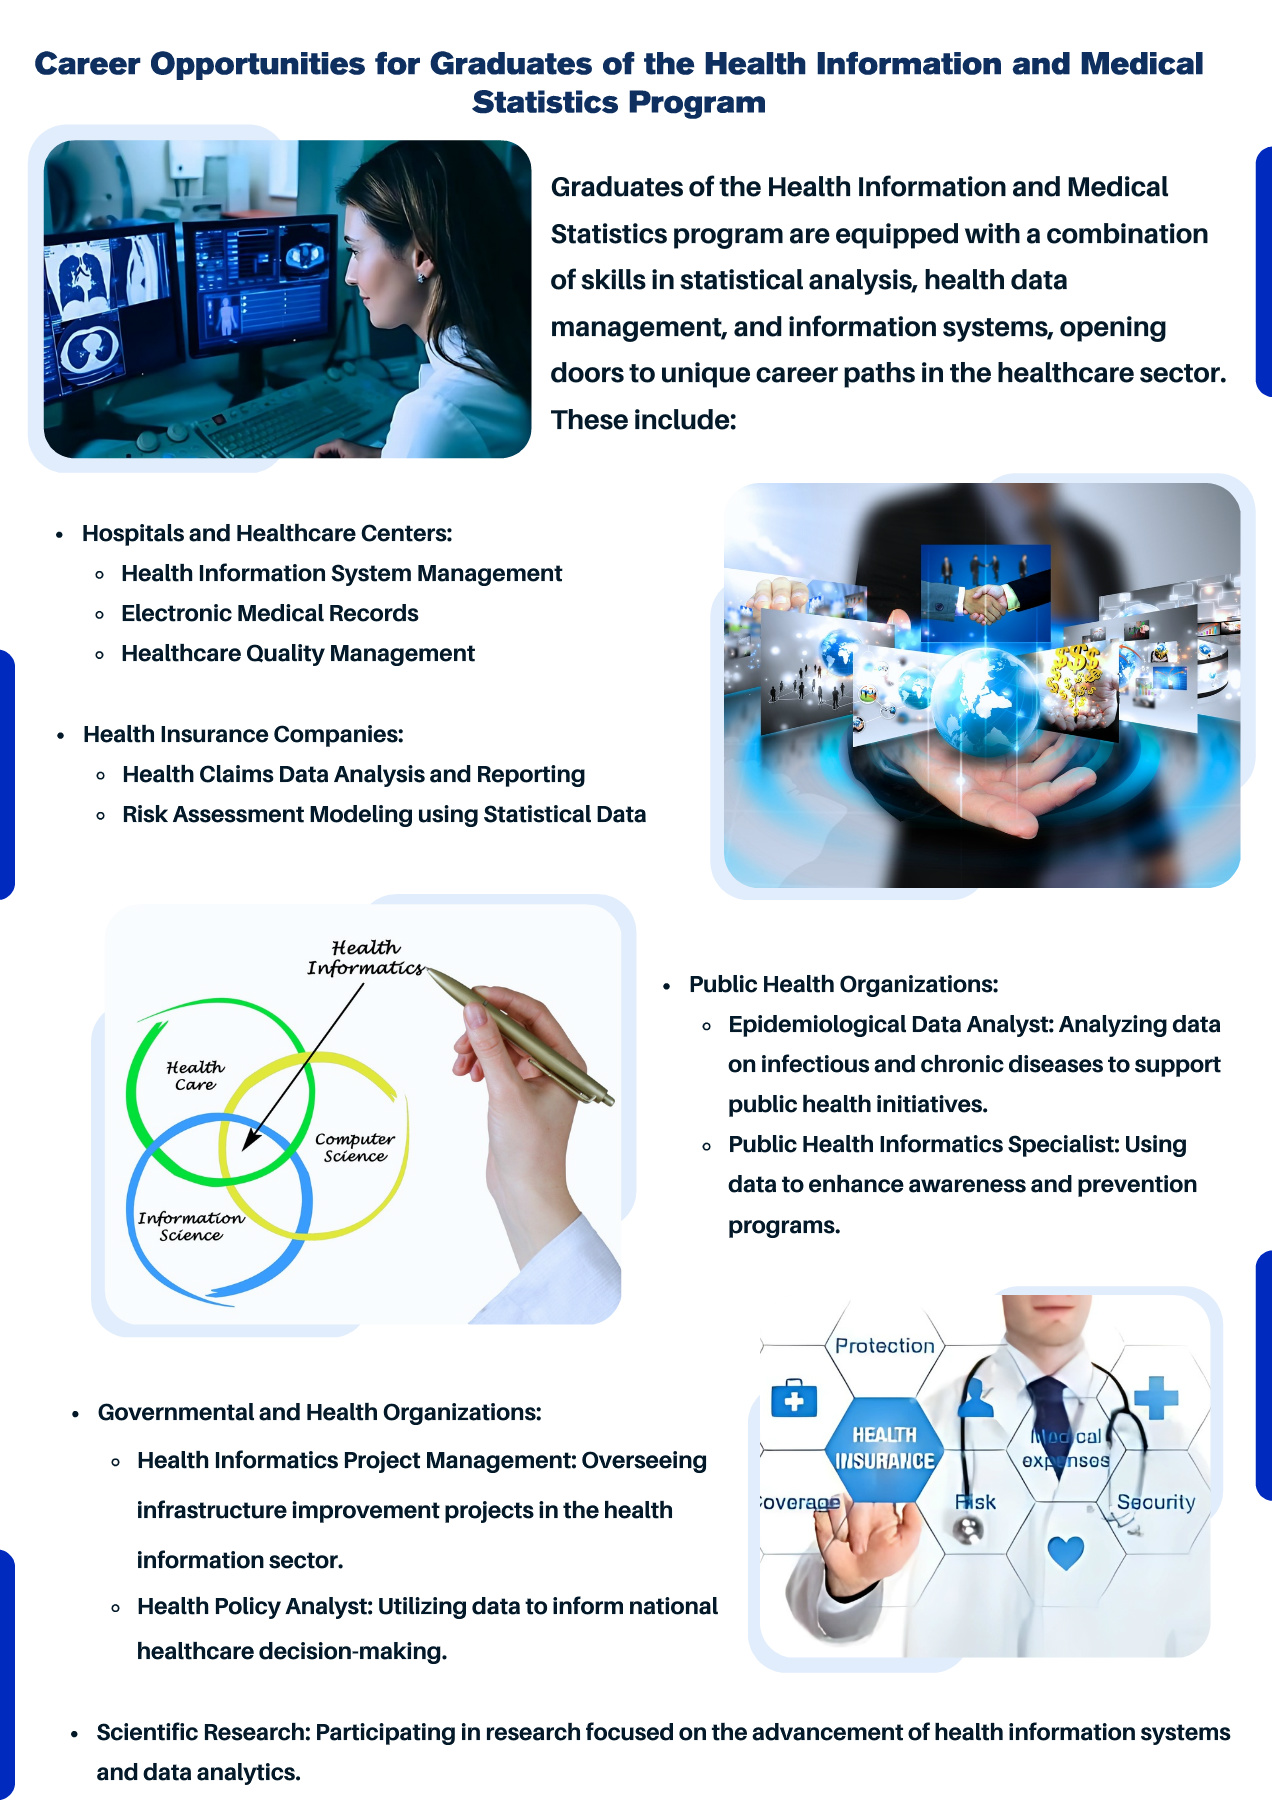 Career Opportunities for Graduates of the Health Information and Medical
Statistics Program
Graduates of the Health Information and Medical
Statistics program are equipped with a combination
of skills in statistical analysis, health data
management, and information systems, opening
doors to unique career paths in the healthcare sector.
These include:
• Hospitals and Healthcare Centers:
◦ Health Information System Management
◦ Electronic Medical Records
◦ Healthcare Quality Management
• Health Insurance Companies:
◦ Health Claims Data Analysis and Reporting
◦ Risk Assessment Modeling using Statistical Data
$$$
Health
Informatics
Health
Care
Computer
Science
Information
Science
• Public Health Organizations:
◦ Epidemiological Data Analyst: Analyzing data
on infectious and chronic diseases to support
public health initiatives.
◦ Public Health Informatics Specialist: Using
data to enhance awareness and prevention
programs.
Protection
HEALTH
INSURANCE
Medical
expenses
overage
Risk
Security
• Governmental and Health Organizations:
◦ Health Informatics Project Management: Overseeing
infrastructure improvement projects in the health
information sector.
◦ Health Policy Analyst: Utilizing data to inform national
healthcare decision-making.
• Scientific Research: Participating in research focused on the advancement of health information systems
and data analytics.